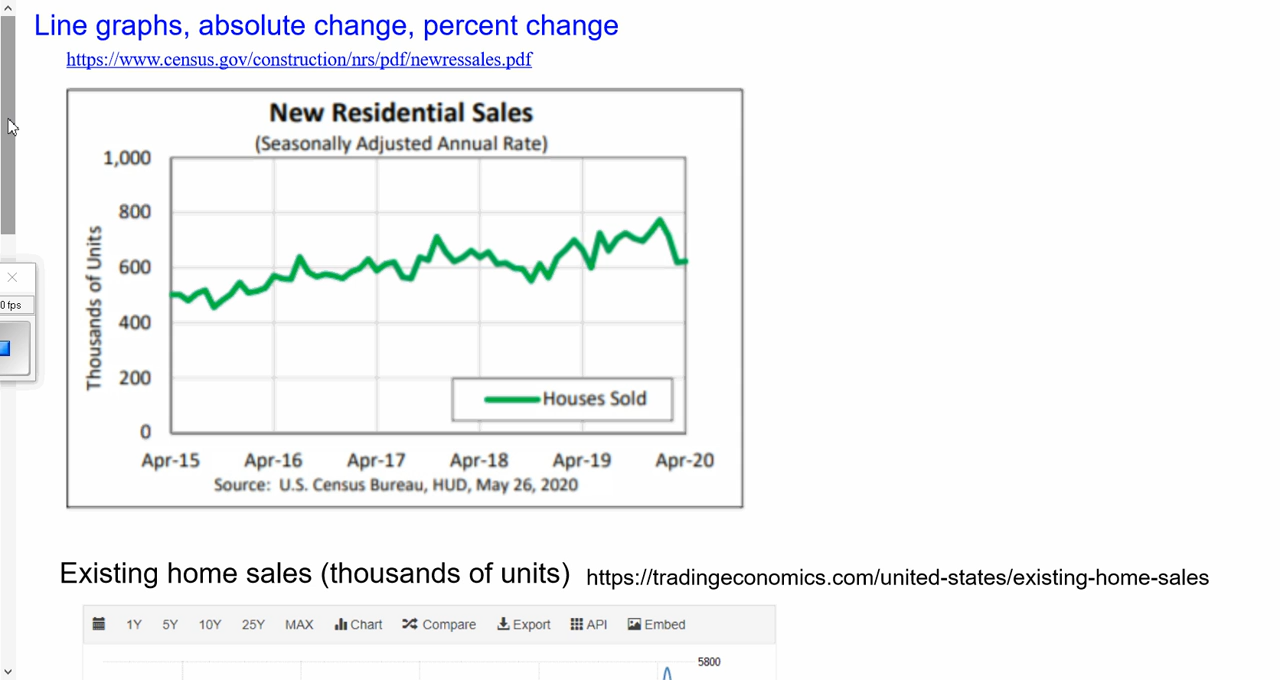 Line graphs, absolute change, percent change
https://www.census.gov/construction/nrs/pdf/newressales.pdf
New Residential Sales
(Seasonally Adjusted Annual Rate)
1,000
800
600
400
200
0
Thousands of Units
Houses Sold
Apr-15 Apr-16 Apr-17 Apr-18 Apr-19 Apr-20
Source: U.S. Census Bureau, HUD, May 26, 2020
0 fps
Existing home sales (thousands of units) https://tradingeconomics.com/united-states/existing-home-sales
1Y 5Y 10Y 25Y MAX Chart Compare Export API Embed
5800